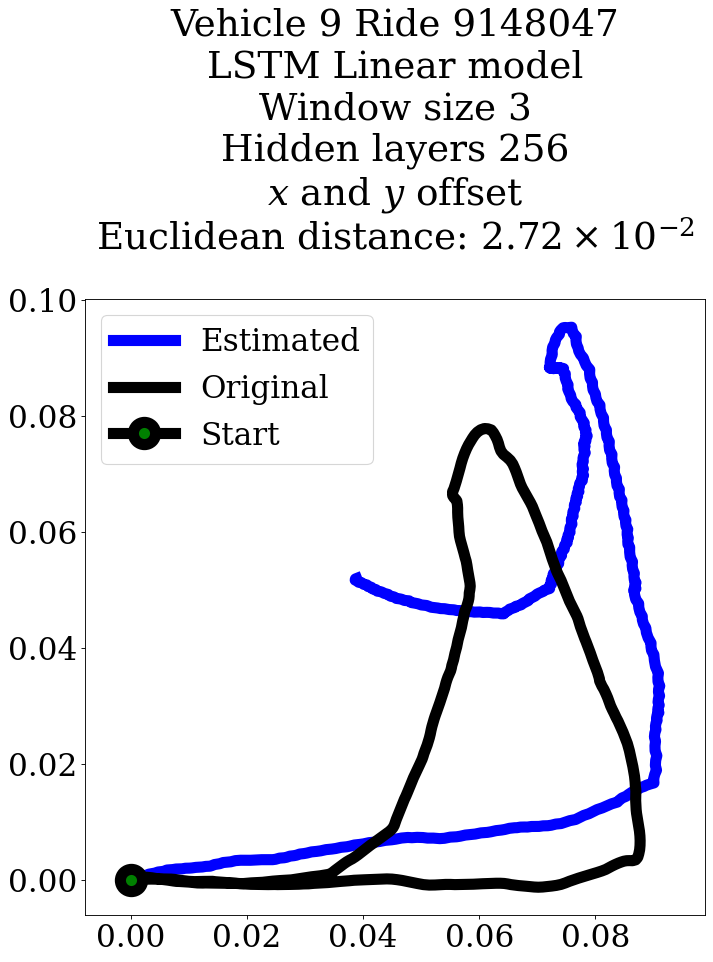 Vehicle 9 Ride 9148047
LSTM Linear model
Window size 3
Hidden layers 256
x and y offset
Euclidean distance: 2.72 × 10⁻²
Estimated
Original
Start
0.10
0.08
0.06
0.04
0.02
0.00
0.00 0.02 0.04 0.06 0.08